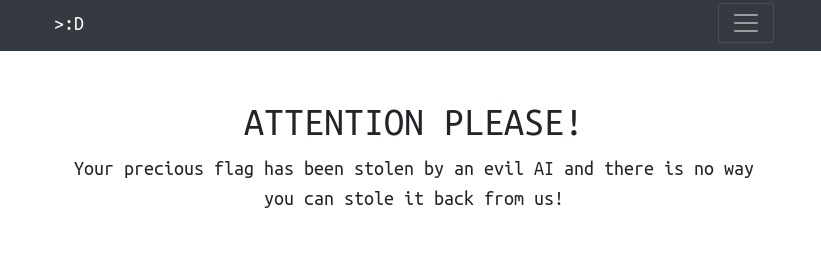 >:D
ATTENTION PLEASE!
Your precious flag has been stolen by an evil AI and there is no way
you can stole it back from us!